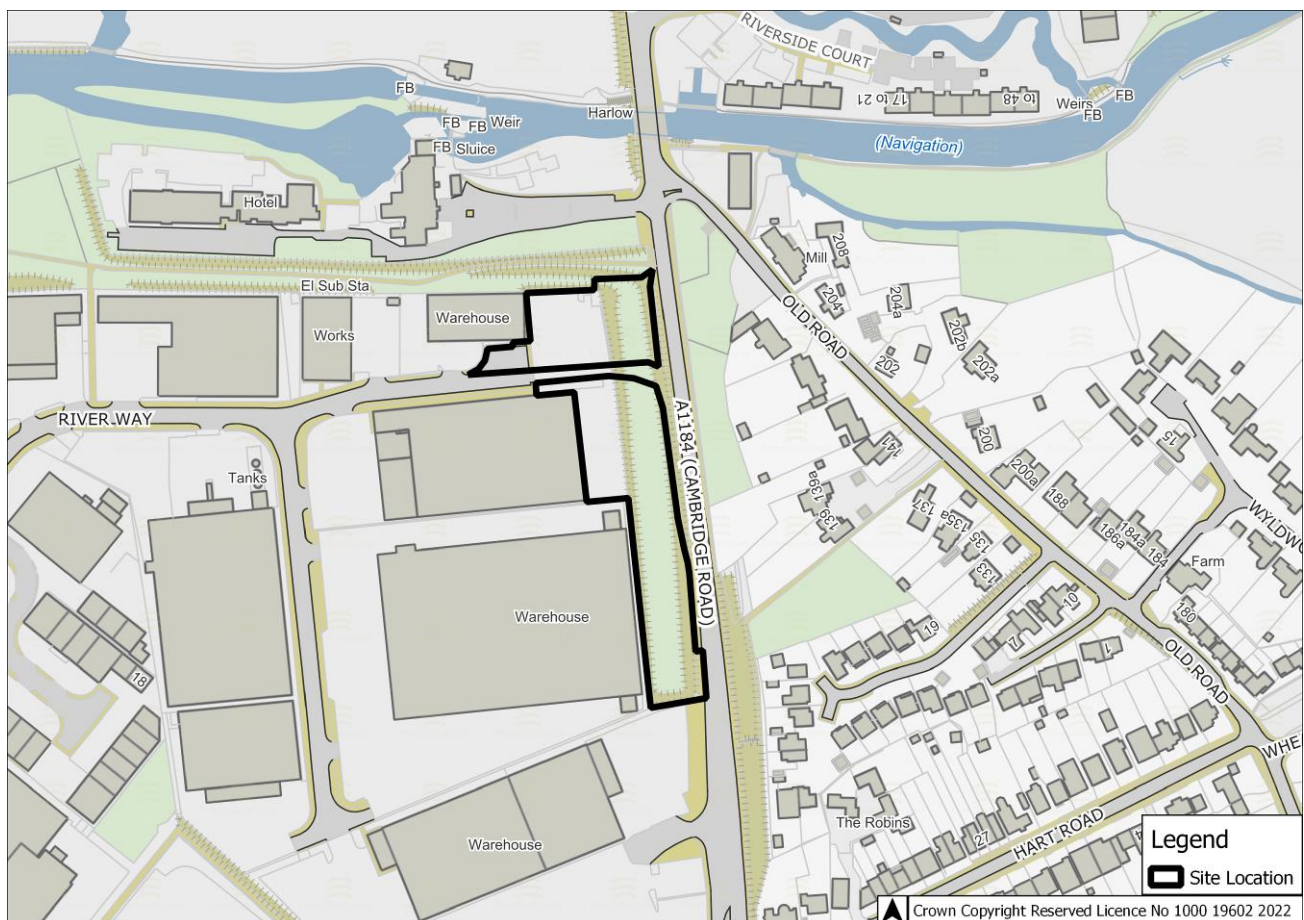 RIVERSIDE COURT
17 to 21
to 48
Weirs
FB
FB
FB
Harlow
FB
FB
Weir
FB
Sluice
(Navigation)
Hotel
Mill
208
204
204a
202b
202a
202
El Sub Sta
Warehouse
Works
OLD ROAD
RIVER WAY
A1184 (CAMBRIDGE ROAD)
141
200
15
200a
188
186a
184a
184
WYLDWO
Tanks
139a
139
137
135a
135
133
Farm
180
10
7
19
1
OLD ROAD
Warehouse
18
WHE
The Robins
27
HART ROAD
4
Warehouse
Legend
Site Location
Crown Copyright Reserved Licence No 1000 19602 2022